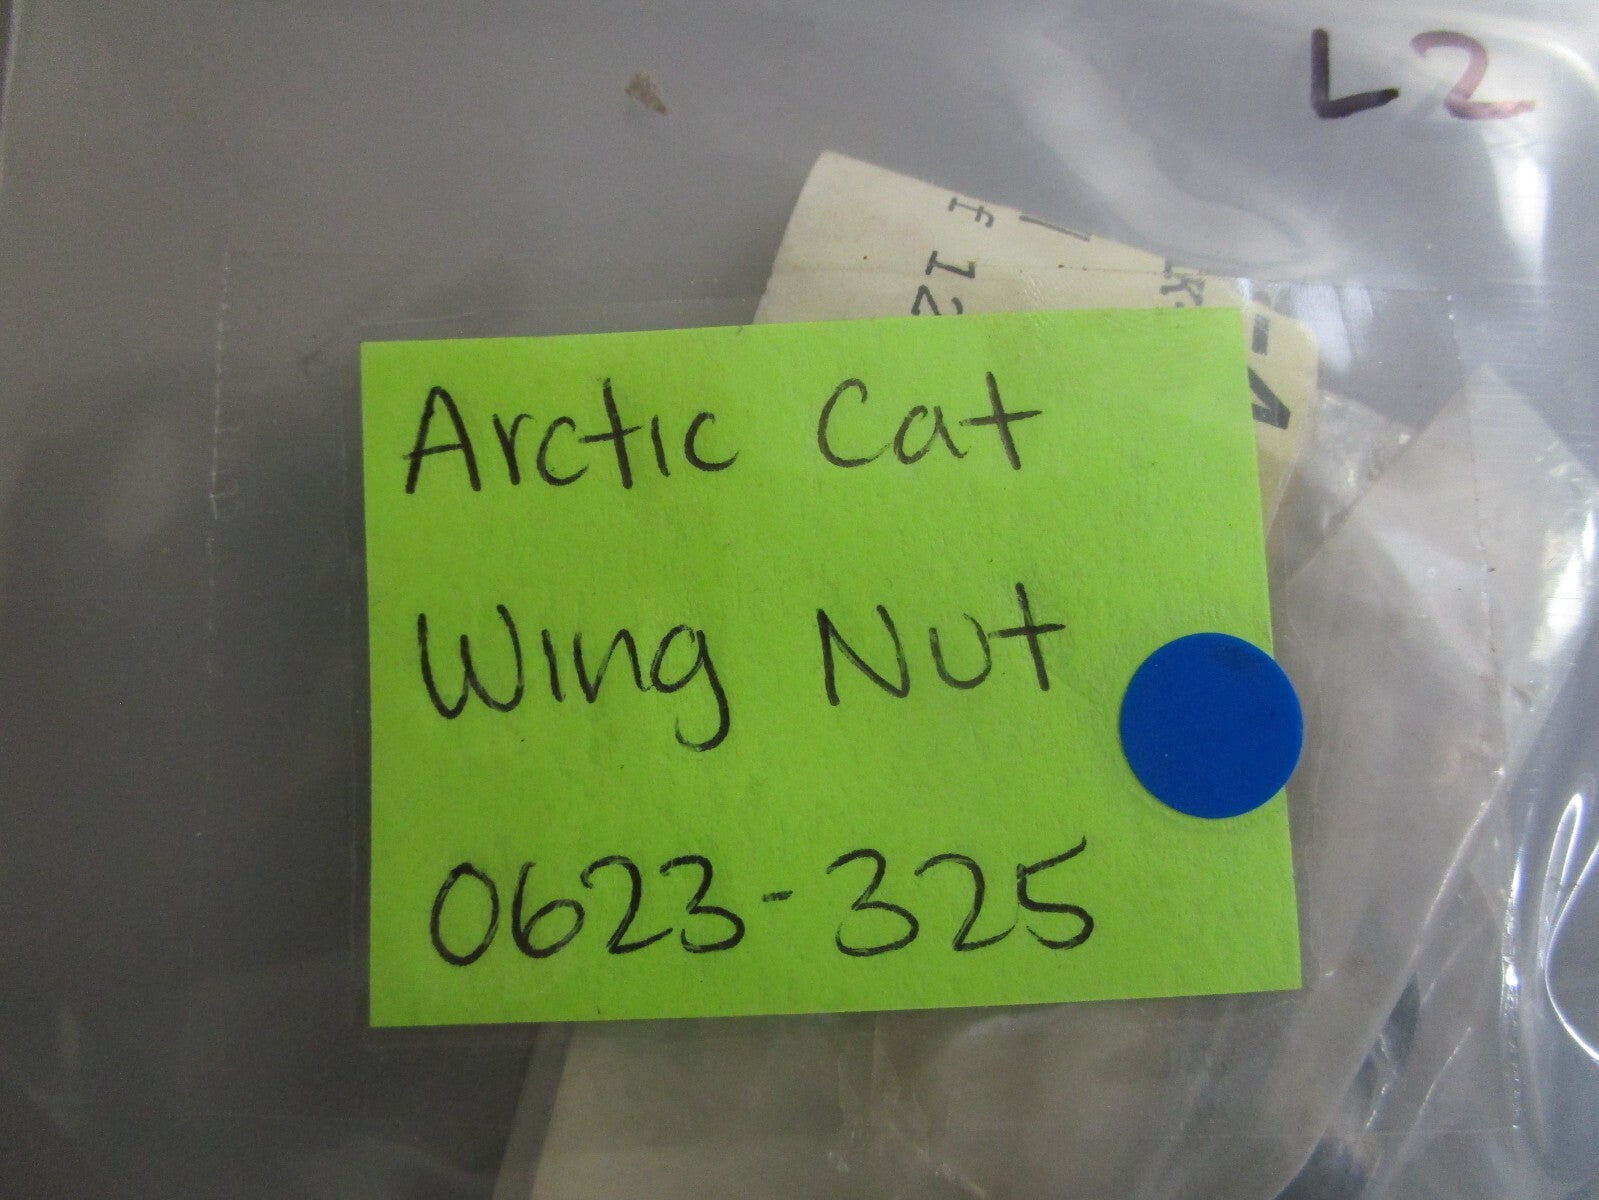 L2
Arctic Cat
Wing Nut
0623-325